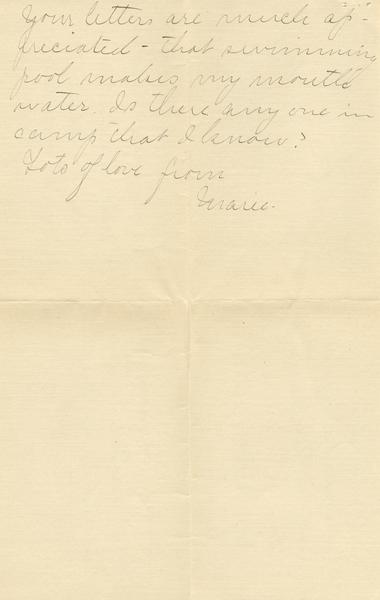 Your letters are much ap-
preciated - that swimming
pool makes my mouth
water. Is there any one in
camp that I know?
Lots of love from
Marie.